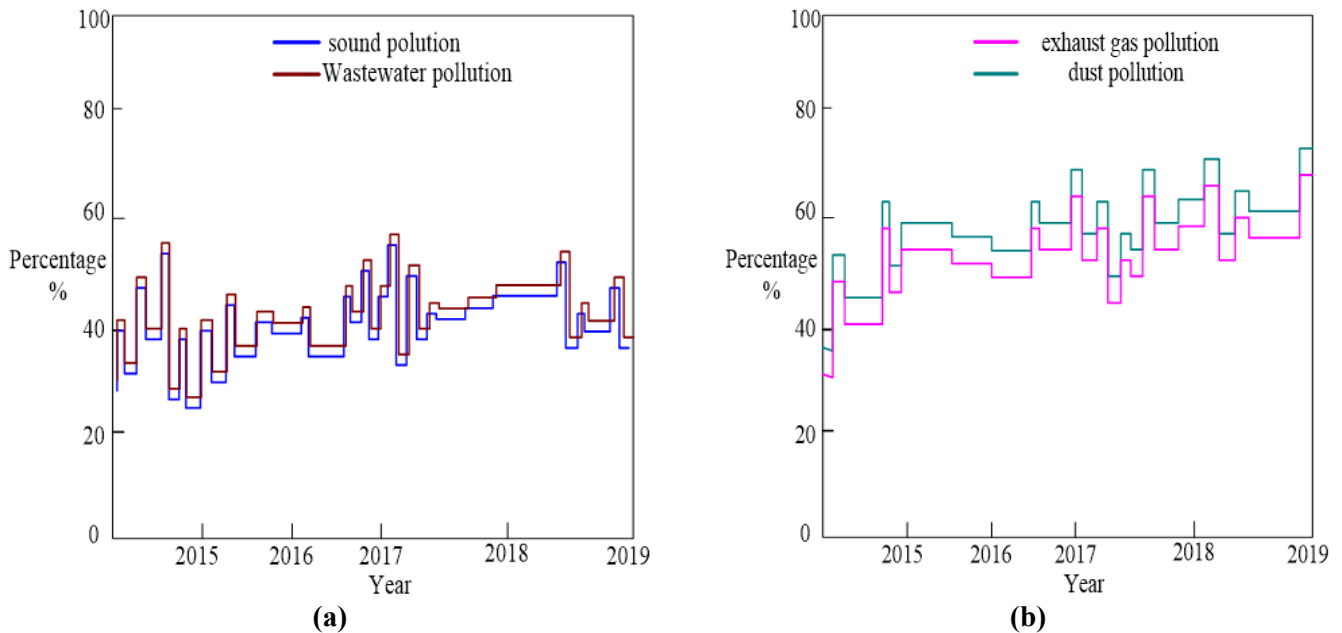 100
80
60
40
20
0
Percentage
%
sound polution
Wastewater pollution
2015 2016 2017 2018 2019
Year
(a)
100
80
60
40
20
0
Percentage
%
exhaust gas pollution
dust pollution
2015 2016 2017 2018 2019
Year
(b)